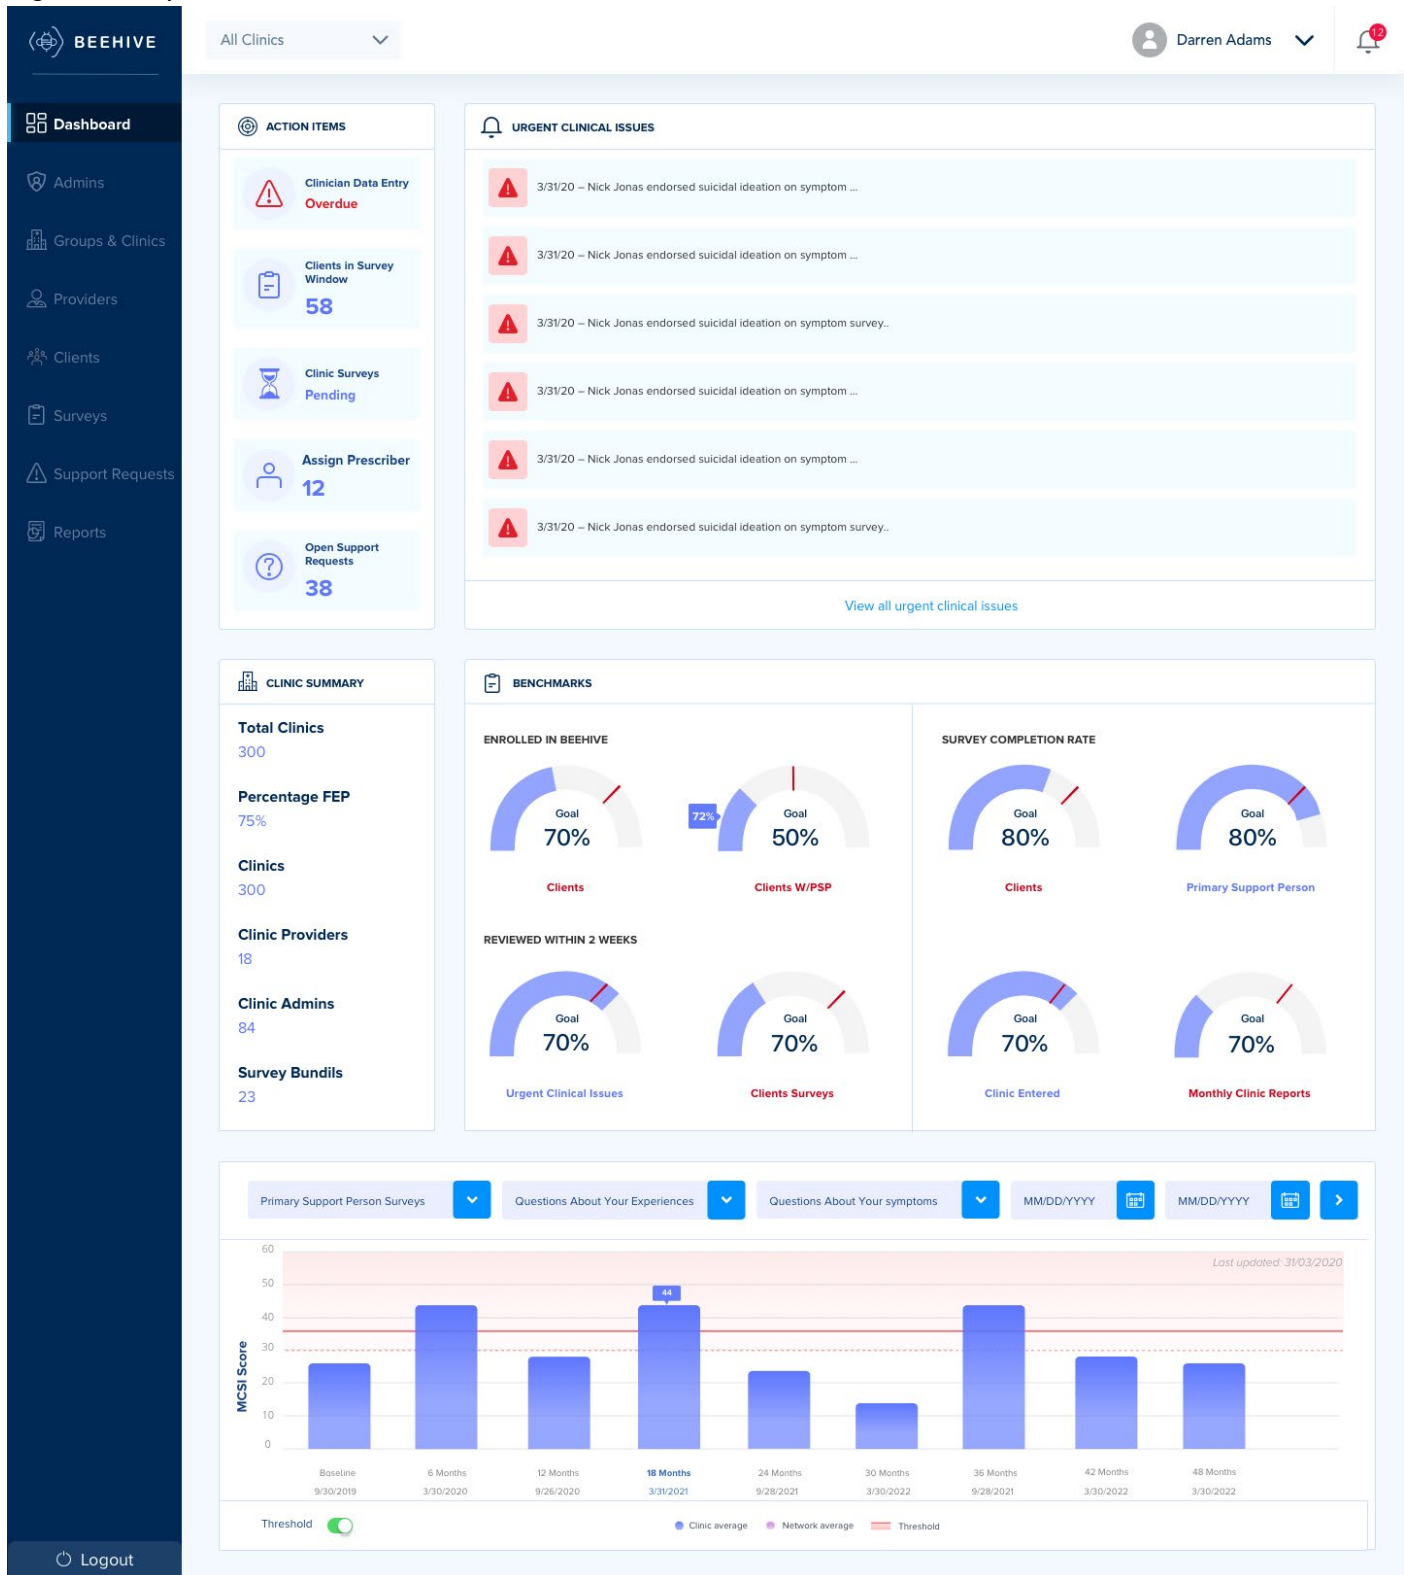 BEEHIVE
All Clinics
Darren Adams
12
Dashboard
Admins
Groups & Clinics
Providers
Clients
Surveys
Support Requests
Reports
Logout
ACTION ITEMS
Clinician Data Entry
Overdue
Clients in Survey
Window
58
Clinic Surveys
Pending
Assign Prescriber
12
Open Support
Requests
38
URGENT CLINICAL ISSUES
3/31/20 – Nick Jonas endorsed suicidal ideation on symptom ...
3/31/20 – Nick Jonas endorsed suicidal ideation on symptom ...
3/31/20 – Nick Jonas endorsed suicidal ideation on symptom survey..
3/31/20 – Nick Jonas endorsed suicidal ideation on symptom ...
3/31/20 – Nick Jonas endorsed suicidal ideation on symptom ...
3/31/20 – Nick Jonas endorsed suicidal ideation on symptom survey..
View all urgent clinical issues
CLINIC SUMMARY
Total Clinics
300
Percentage FEP
75%
Clinics
300
Clinic Providers
18
Clinic Admins
84
Survey Bundils
23
BENCHMARKS
ENROLLED IN BEEHIVE
Goal
70%
Clients
72%
Goal
50%
Clients W/PSP
SURVEY COMPLETION RATE
Goal
80%
Clients
Goal
80%
Primary Support Person
REVIEWED WITHIN 2 WEEKS
Goal
70%
Urgent Clinical Issues
Goal
70%
Clients Surveys
Goal
70%
Clinic Entered
Goal
70%
Monthly Clinic Reports
Primary Support Person Surveys
Questions About Your Experiences
Questions About Your symptoms
MM/DD/YYYY
MM/DD/YYYY
Last updated: 31/03/2020
MCSI Score
60
50
40
30
20
10
0
44
Baseline
9/30/2019
6 Months
3/30/2020
12 Months
9/26/2020
18 Months
3/31/2021
24 Months
9/28/2021
30 Months
3/30/2022
36 Months
9/28/2021
42 Months
3/30/2022
48 Months
3/30/2022
Threshold
Clinic average
Network average
Threshold